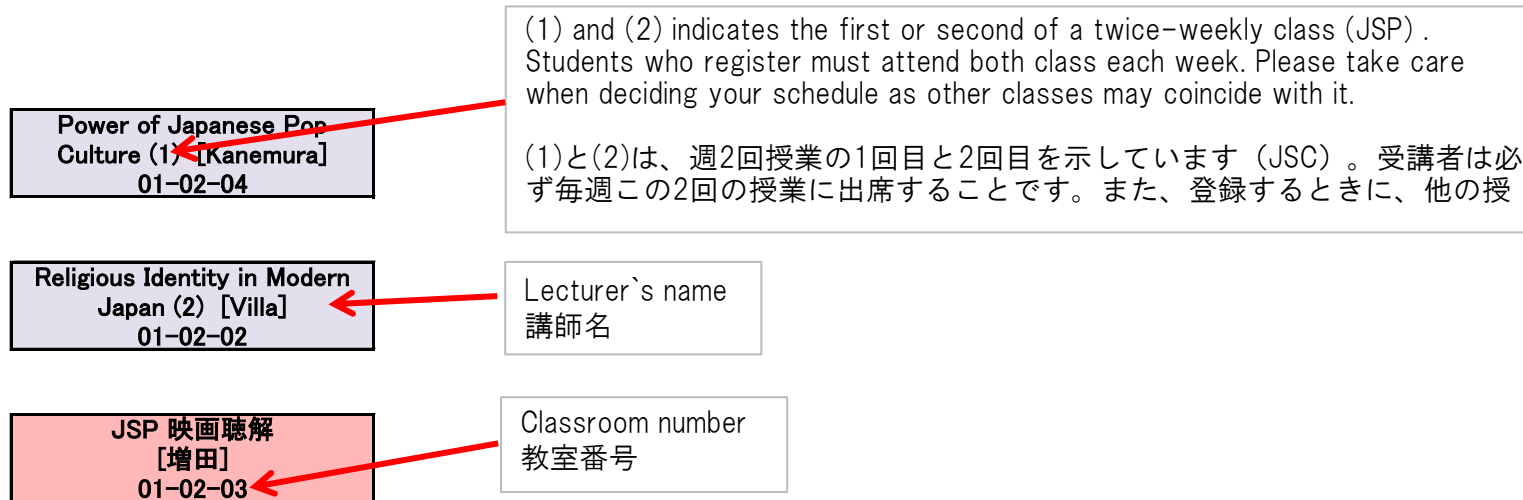 (1) and (2) indicates the first or second of a twice-weekly class (JSP).
Students who register must attend both class each week. Please take care
when deciding your schedule as other classes may coincide with it.
(1)と(2)は、週2回授業の1回目と2回目を示しています（JSC）。受講者は必
ず毎週この2回の授業に出席することです。また、登録するときに、他の授
Power of Japanese Pop
Culture (1) [Kanemura]
01-02-04
Religious Identity in Modern
Japan (2) [Villa]
01-02-02
Lecturer`s name
講師名
JSP 映画聴解
[増田]
01-02-03
Classroom number
教室番号